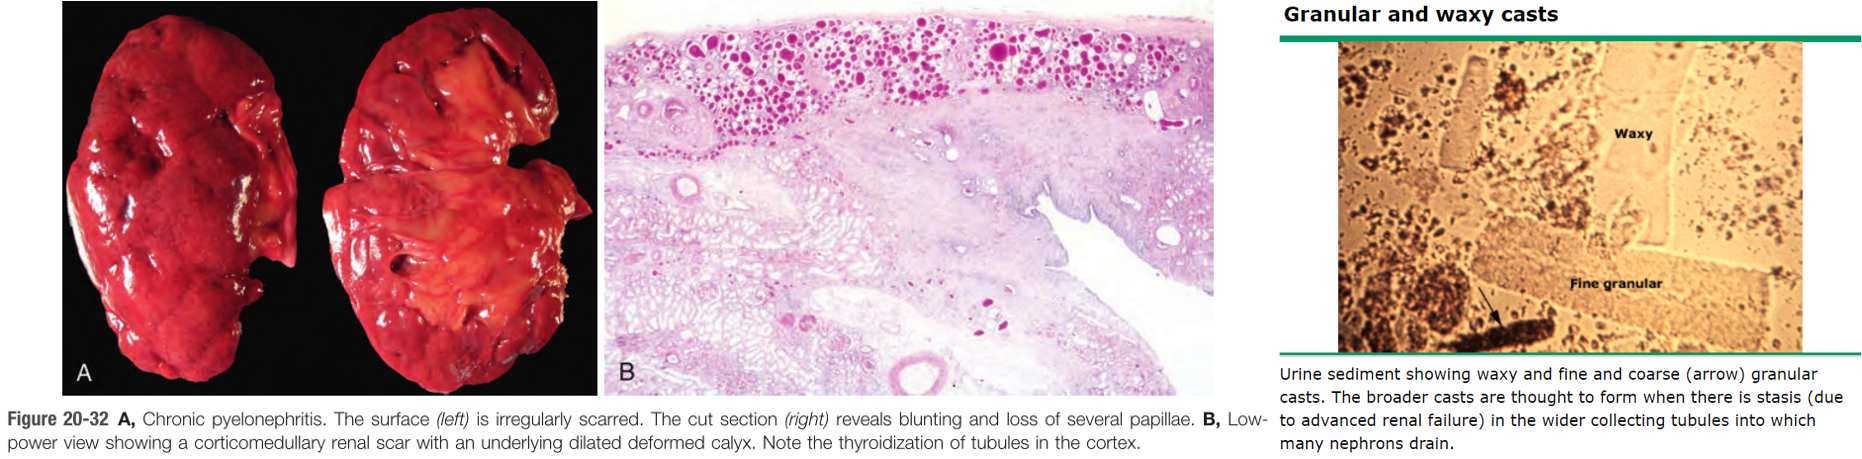 A
B
Figure 20-32 A, Chronic pyelonephritis. The surface (left) is irregularly scarred. The cut section (right) reveals blunting and loss of several papillae. B, Low-
power view showing a corticomedullary renal scar with an underlying dilated deformed calyx. Note the thyroidization of tubules in the cortex.
Granular and waxy casts
Waxy
Fine granular
Urine sediment showing waxy and fine and coarse (arrow) granular
casts. The broader casts are thought to form when there is stasis (due
to advanced renal failure) in the wider collecting tubules into which
many nephrons drain.